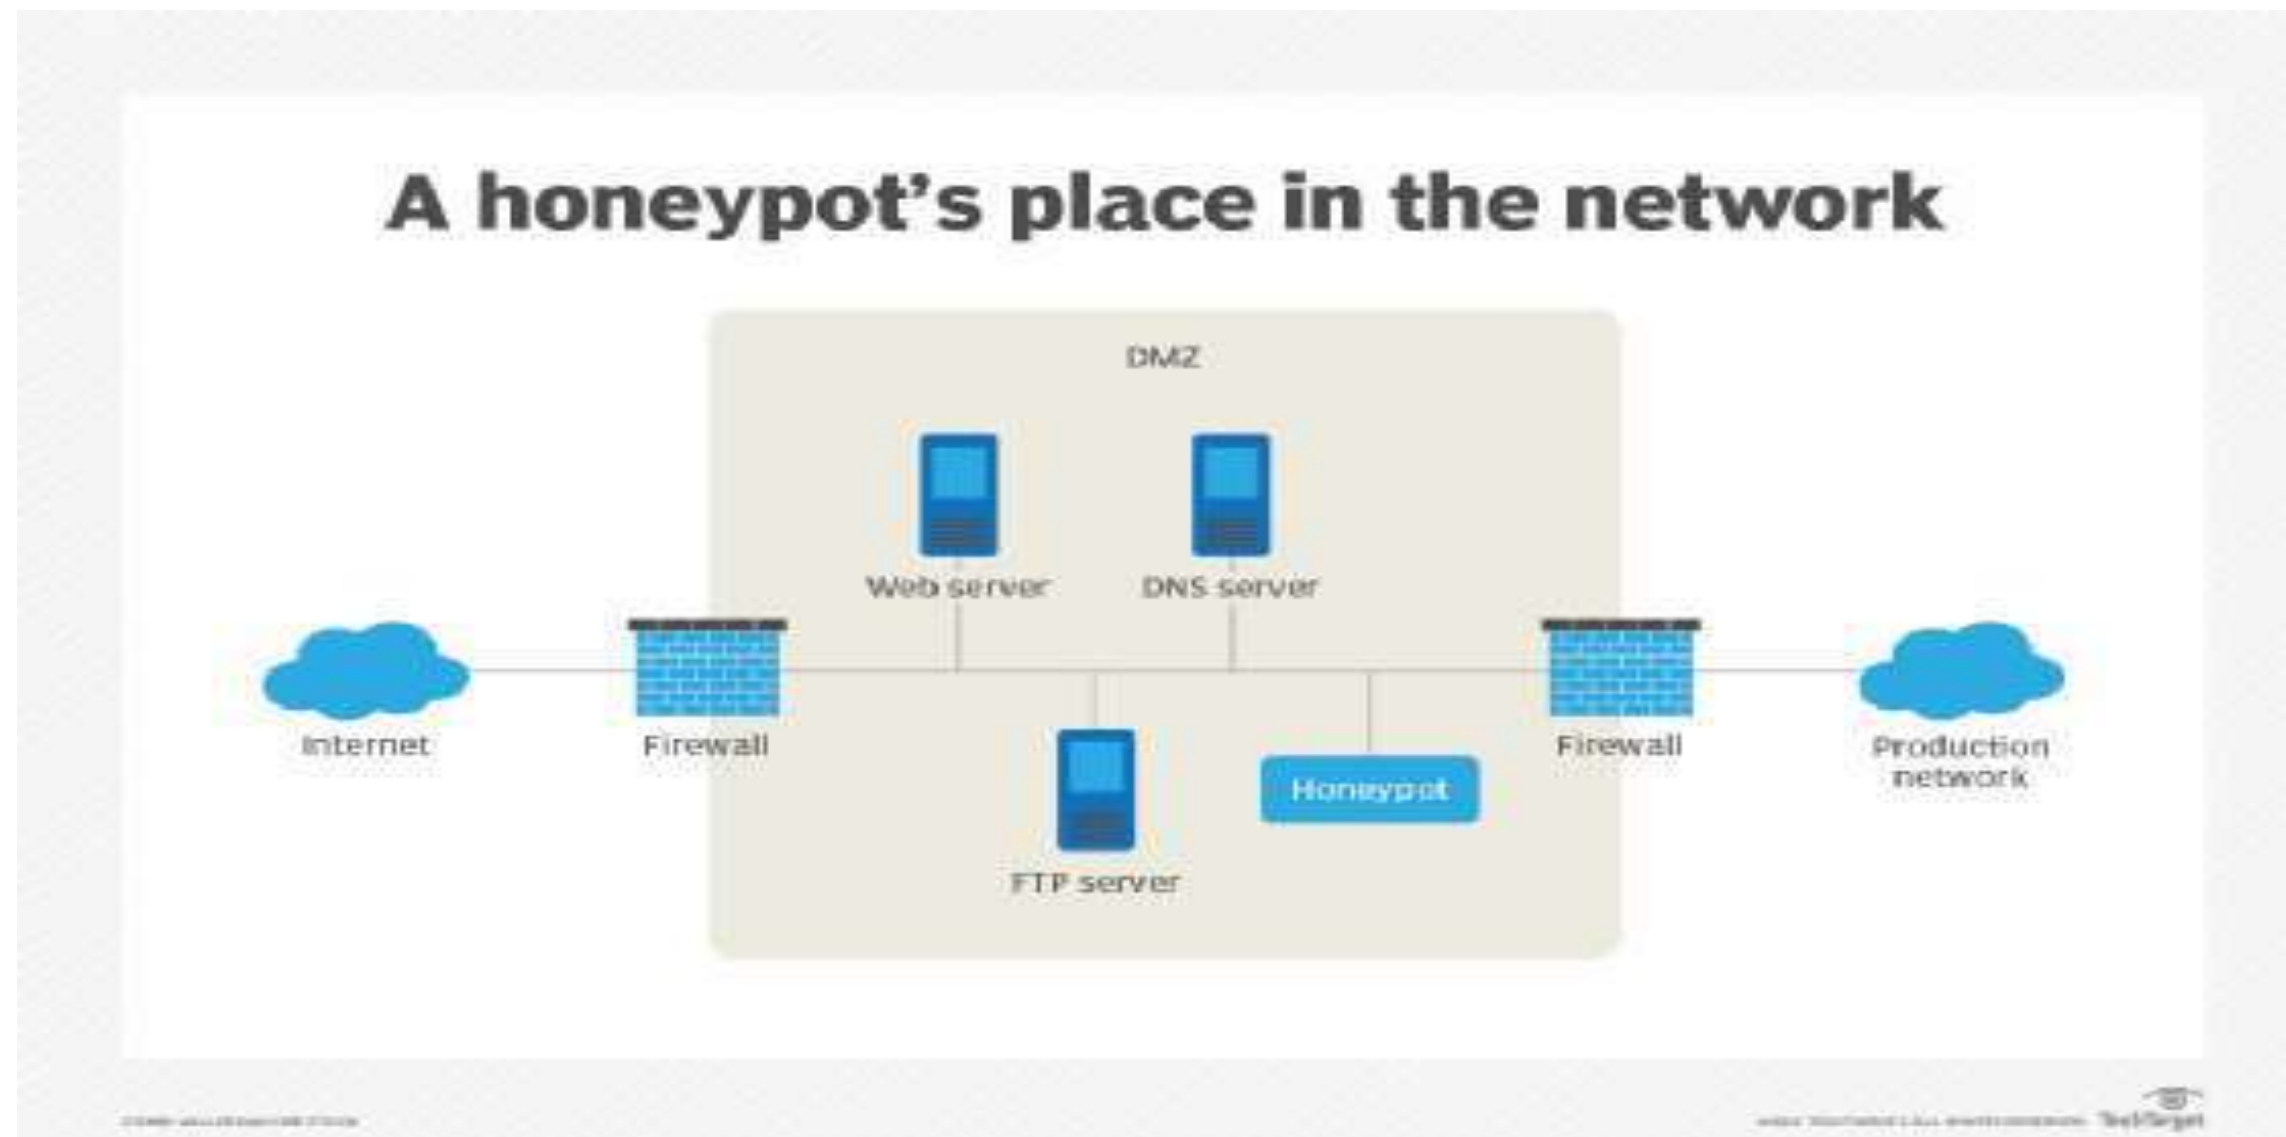 A honeypot's place in the network
DMZ
Web server
DNS server
Internet
Firewall
Firewall
Production
network
Honeypot
FTP server
TechTarget